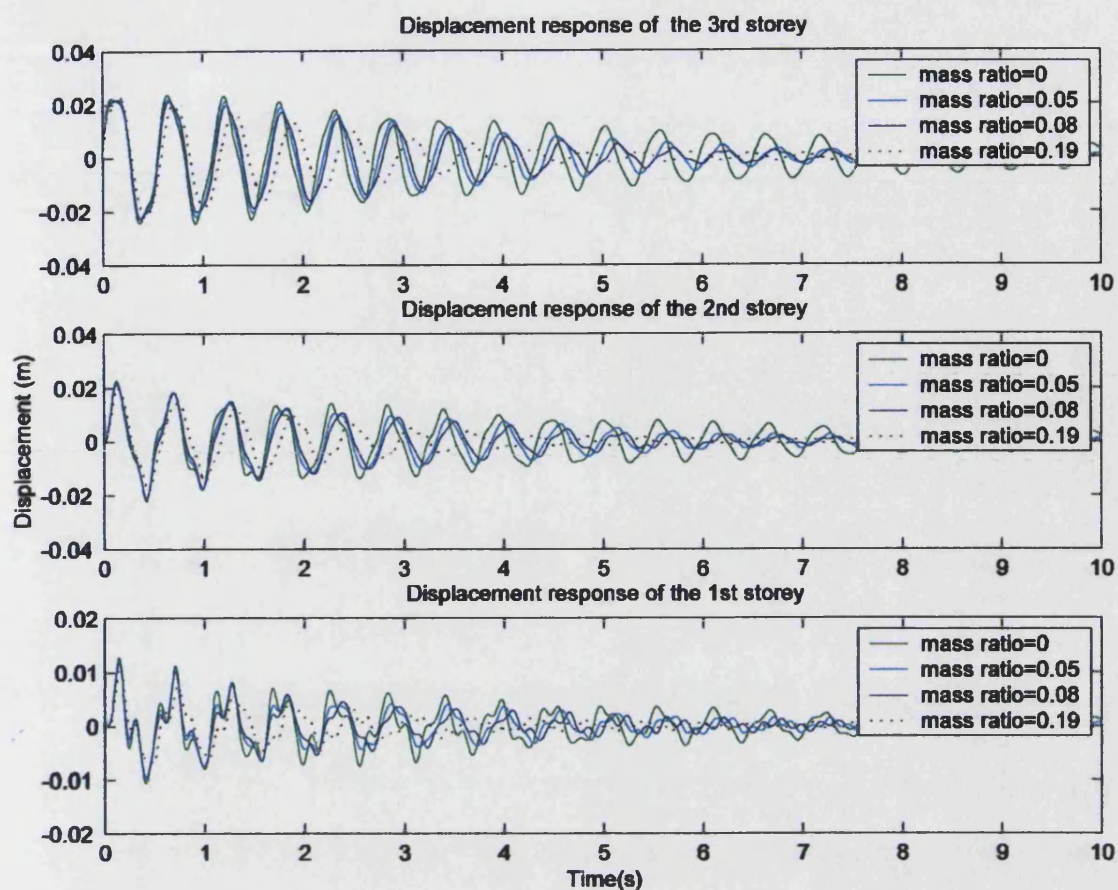 Displacement response of the 3rd storey
0.04
0.02
0
-0.02
-0.04
mass ratio=0
mass ratio=0.05
mass ratio=0.08
mass ratio=0.19
0 1 2 3 4 5 6 7 8 9 10
Displacement response of the 2nd storey
Displacement (m)
0.04
0.02
0
-0.02
-0.04
mass ratio=0
mass ratio=0.05
mass ratio=0.08
mass ratio=0.19
0 1 2 3 4 5 6 7 8 9 10
Displacement response of the 1st storey
0.02
0.01
0
-0.01
-0.02
mass ratio=0
mass ratio=0.05
mass ratio=0.08
mass ratio=0.19
0 1 2 3 4 5 6 7 8 9 10
Time(s)